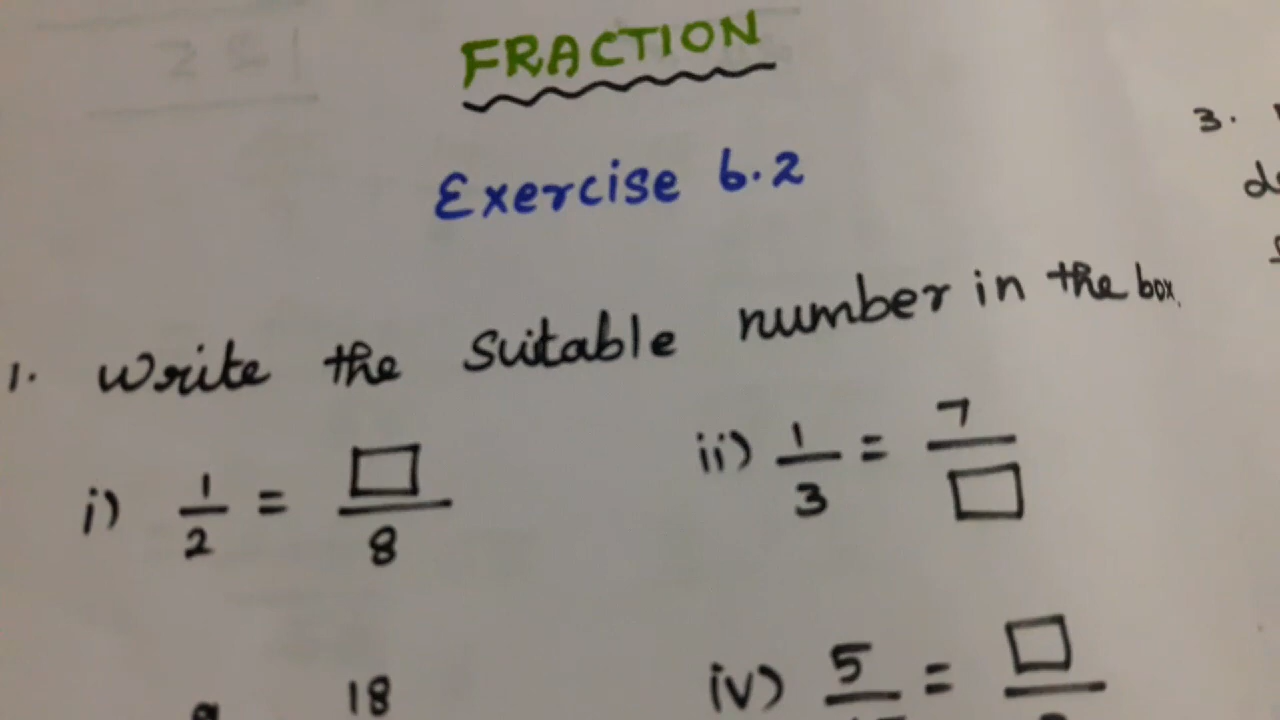 FRACTION
Exercise 6.2
1. Write the suitable number in the box.
i) 1/2 = □/8
ii) 1/3 = 7/□
18
iv) 5/ = □/
3.